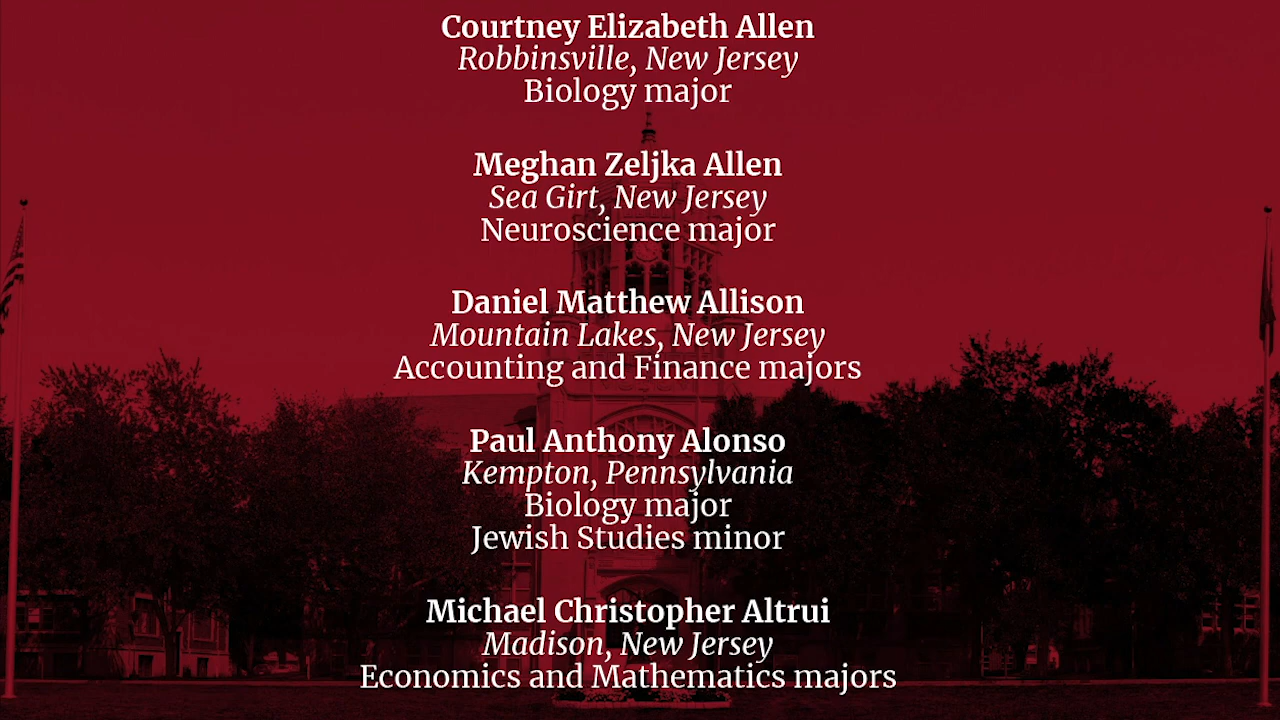 Courtney Elizabeth Allen
Robbinsville, New Jersey
Biology major
Meghan Zeljka Allen
Sea Girt, New Jersey
Neuroscience major
Daniel Matthew Allison
Mountain Lakes, New Jersey
Accounting and Finance majors
Paul Anthony Alonso
Kempton, Pennsylvania
Biology major
Jewish Studies minor
Michael Christopher Altrui
Madison, New Jersey
Economics and Mathematics majors